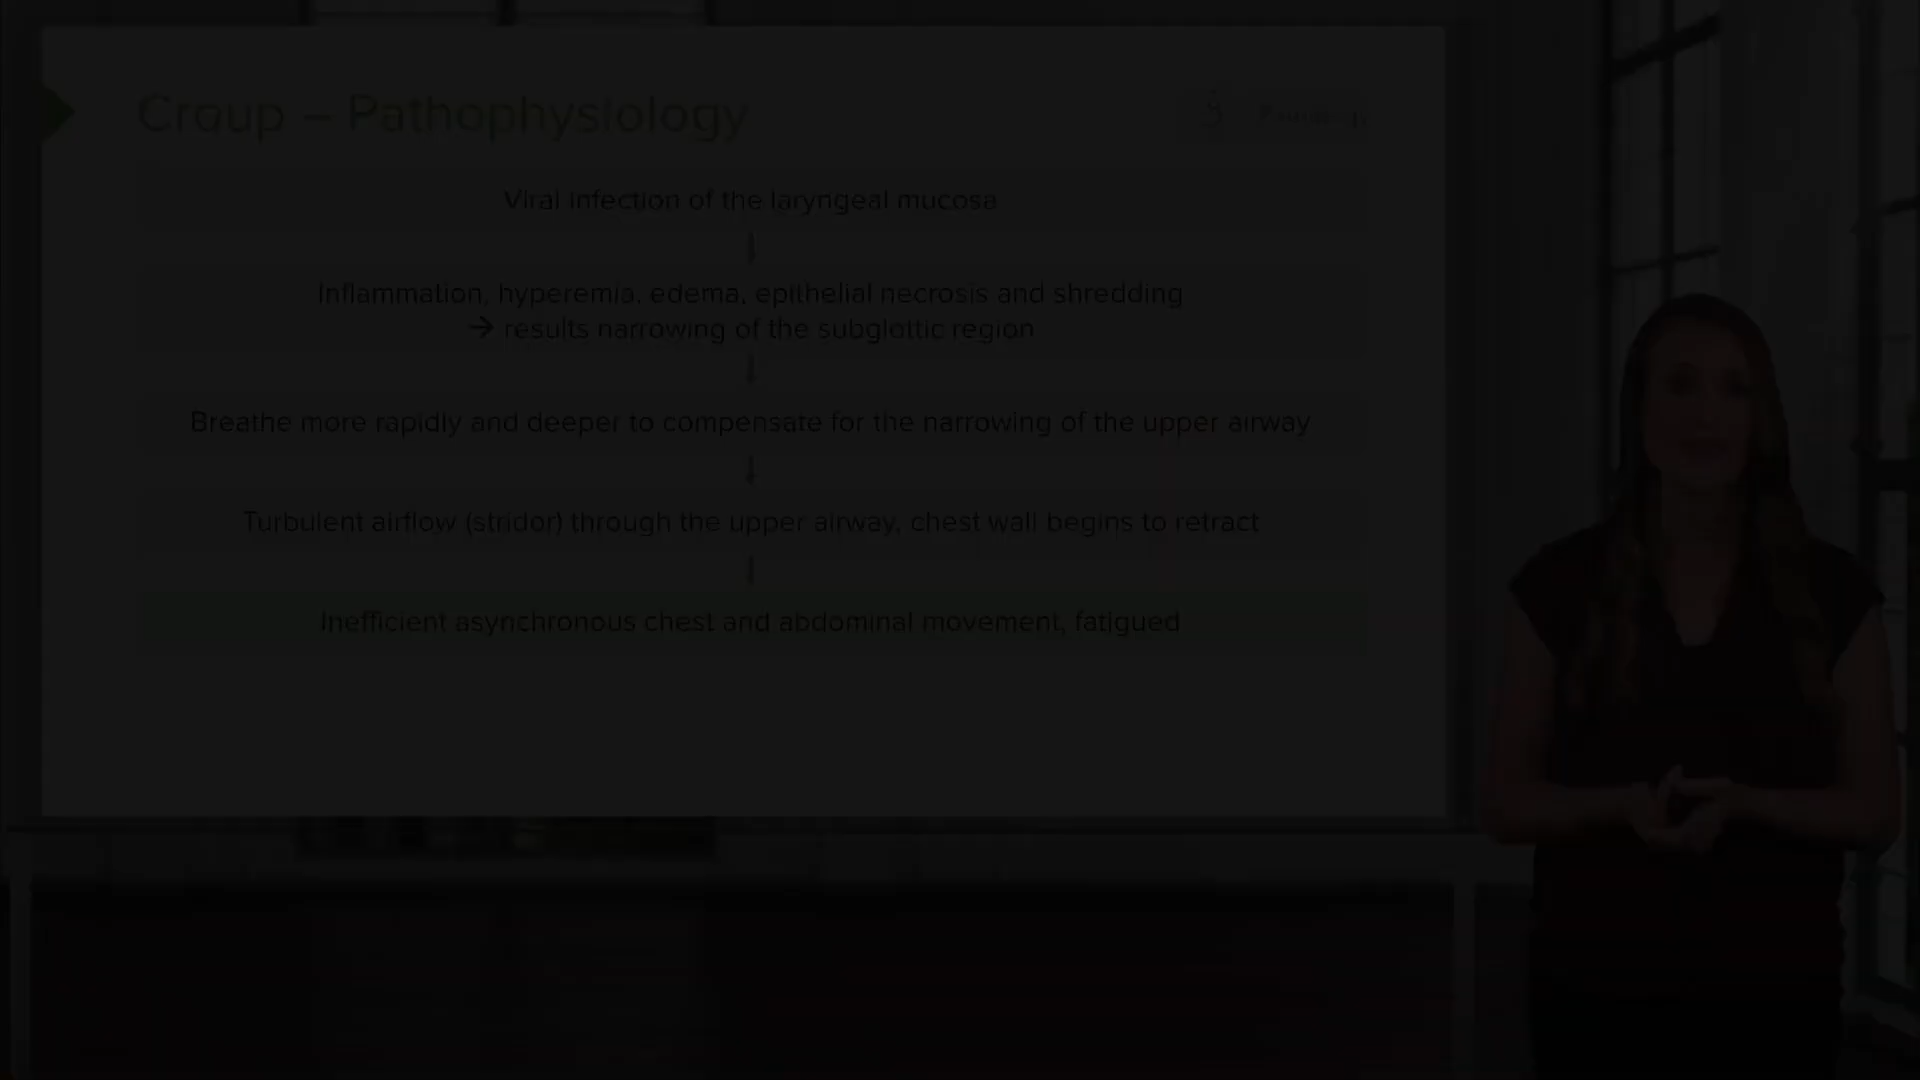 Croup – Pathophysiology
Viral infection of the laryngeal mucosa
Inflammation, hyperemia, edema, epithelial necrosis and shredding
→ results narrowing of the subglottic region
Breathe more rapidly and deeper to compensate for the narrowing of the upper airway
Turbulent airflow (stridor) through the upper airway, chest wall begins to retract
Inefficient asynchronous chest and abdominal movement, fatigued